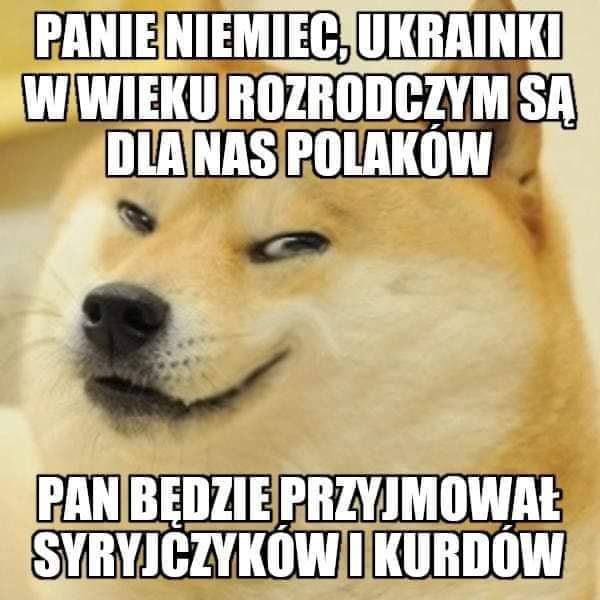 PANIE NIEMIEC, UKRAINKI
W WIEKU ROZRODCZYM SĄ
DLA NAS POLAKÓW
PAN BĘDZIE PRZYJMOWAŁ
SYRYJCZYKÓW I KURDÓW